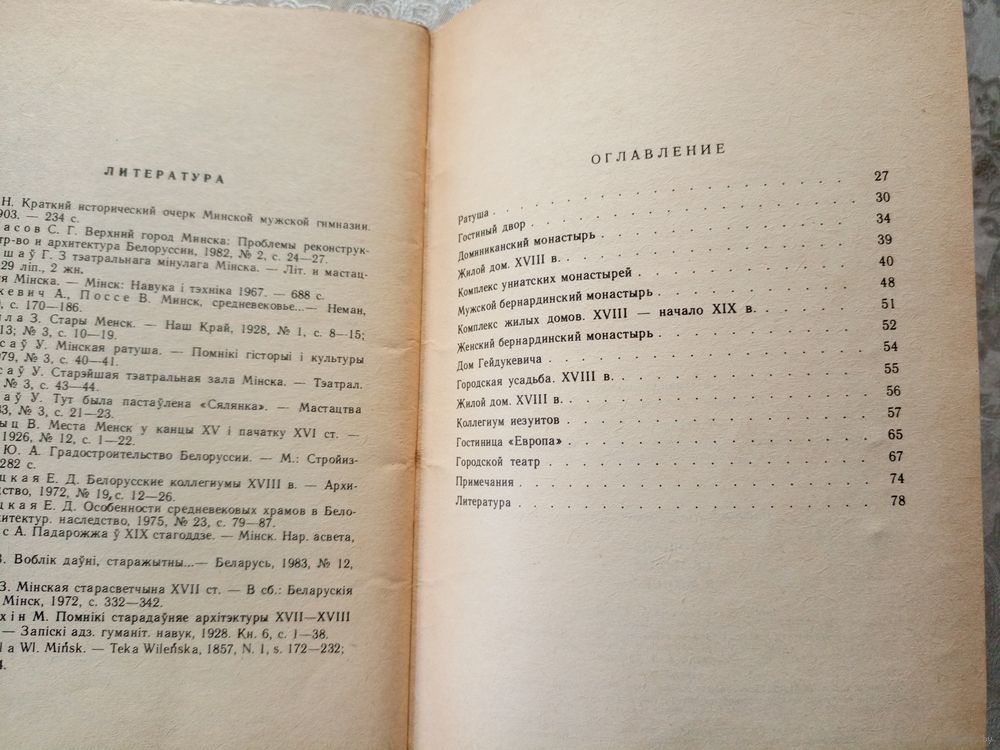 ЛИТЕРАТУРА
Н. Краткий исторический очерк Минской мужской гимназии.
903. — 234 с.
асов С. Г. Верхний город Минска: Проблемы реконструк-
тр-во и архитектура Белоруссии, 1982, № 2, с. 24—27.
шаў Г. З тэатральнага мінулага Мінска. — Літ. и мастац-
29 ліп., 2 жн.
я Мінска. — Мінск: Навука і тэхніка 1967. — 688 с.
кевич А., Поссе В. Минск, средневековье...— Неман,
, с. 170—186.
ла З. Стары Менск. — Наш Край, 1928, № 1, с. 8—15;
13; № 3, с. 10—19.
саў У. Мінская ратуша. — Помнікі гісторыі і культуры
979, № 3, с. 40—41.
саў У. Старэйшая тэатральная зала Мінска. — Тэатрал.
№ 3, с. 43—44.
аў У. Тут была пастаўлена «Сялянка». — Мастацтва
83, № 3, с. 21—23.
ыц В. Места Менск у канцы XV і пачатку XVI ст. —
1926, № 12, с. 1—22.
Ю. А. Градостроительство Белоруссии. — М.: Стройиз-
282 с.
цкая Е. Д. Белорусские коллегиумы XVIII в. — Архи-
дство, 1972, № 19, с. 12—26.
цкая Е. Д. Особенности средневековых храмов в Бело-
хитектур. наследство, 1975, № 23, с. 79—87.
с А. Падарожжа ў XIX стагоддзе. — Мінск. Нар. асвета,
В. Воблік даўні, старажытны...— Беларусь, 1983, № 12,
З. Мінская старасветчына XVII ст. — В сб.: Беларускія
Мінск, 1972, с. 332—342.
хін М. Помнікі старадаўняе архітэктуры XVII—XVIII
— Запіскі адз. гуманіт. навук, 1928. Кн. 6, с. 1—38.
la Wl. Mińsk. — Teka Wileńska, 1857, N. 1, s. 172—232;
4.
ОГЛАВЛЕНИЕ
Ратуша . . . 27
Гостиный двор . . . 30
Доминиканский монастырь . . . 34
Жилой дом. XVIII в. . . . 39
Комплекс униатских монастырей . . . 40
Мужской бернардинский монастырь . . . 48
Комплекс жилых домов. XVIII — начало XIX в. . . . 51
Женский бернардинский монастырь . . . 52
Дом Гейдукевича . . . 54
Городская усадьба. XVIII в. . . . 55
Жилой дом. XVIII в. . . . 56
Коллегиум иезуитов . . . 57
Гостиница «Европа» . . . 65
Городской театр . . . 67
Примечания . . . 74
Литература . . . 78